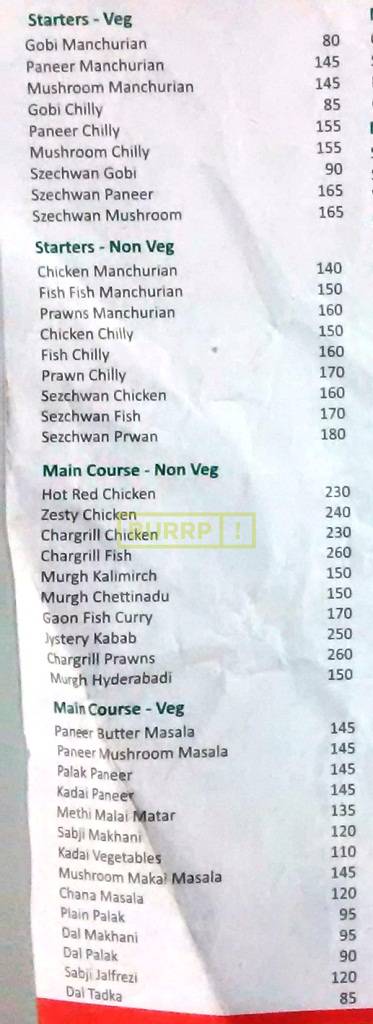 Starters - Veg
Gobi Manchurian 80
Paneer Manchurian 145
Mushroom Manchurian 145
Gobi Chilly 85
Paneer Chilly 155
Mushroom Chilly 155
Szechwan Gobi 90
Szechwan Paneer 165
Szechwan Mushroom 165
Starters - Non Veg
Chicken Manchurian 140
Fish Fish Manchurian 150
Prawns Manchurian 160
Chicken Chilly 150
Fish Chilly 160
Prawn Chilly 170
Sezchwan Chicken 160
Sezchwan Fish 170
Sezchwan Prwan 180
Main Course - Non Veg
Hot Red Chicken 230
Zesty Chicken 240
BURRP!
Chargrill Chicken 230
Chargrill Fish 260
Murgh Kalimirch 150
Murgh Chettinadu 150
Gaon Fish Curry 170
Kabab 250
Chargrill Prawns 260
Murgh Hyderabadi 150
Main Course - Veg
Paneer Butter Masala 145
Paneer Mushroom Masala 145
Palak Paneer 145
Kadai Paneer 145
Methi Malai Matar 135
Sabji Makhani 120
Kadai Vegetables 110
Mushroom Makai Masala 145
Chana Masala 120
Plain Palak 95
Dal Makhani 95
Dal Palak 90
Sabji Jalfrezi 120
Dal Tadka 85